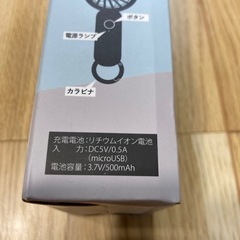 ボタン
電源ランプ
カラビナ
充電電池：リチウムイオン電池
入　力：DC5V/0.5A
(microUSB)
電池容量：3.7V/500mAh